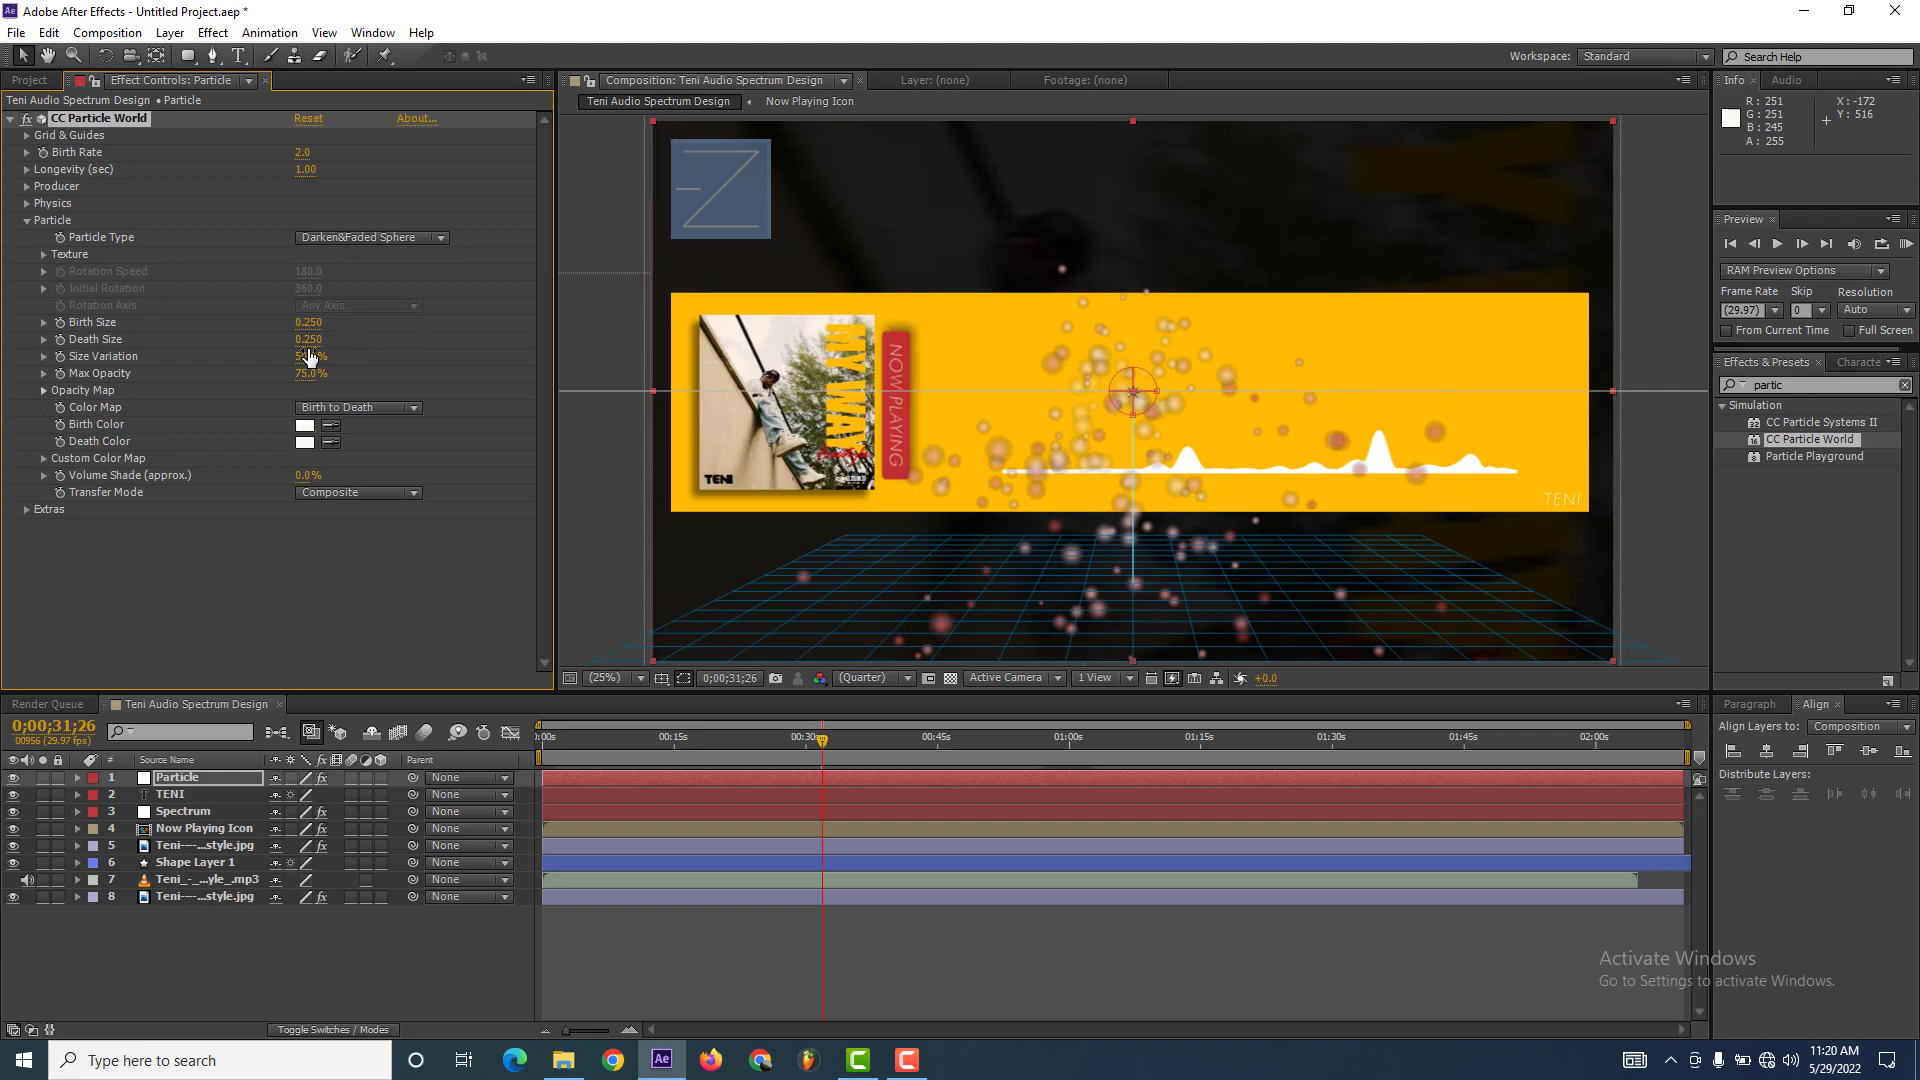 Adobe After Effects - Untitled Project.aep *
File Edit Composition Layer Effect Animation View Window Help
Workspace: Standard Search Help
Project Effect Controls: Particle
Teni Audio Spectrum Design • Particle
CC Particle World Reset About...
Grid & Guides
Birth Rate 2.0
Longevity (sec) 1.00
Producer
Physics
Particle
Particle Type Darken&Faded Sphere
Texture
Rotation Speed 180.0
Initial Rotation 360.0
Rotation Axis Any Axis
Birth Size 0.250
Death Size 0.250
Size Variation
Max Opacity 75.0%
Opacity Map
Color Map Birth to Death
Birth Color
Death Color
Custom Color Map
Volume Shade (approx.) 0.0%
Transfer Mode Composite
Extras
Composition: Teni Audio Spectrum Design Layer: (none) Footage: (none)
Teni Audio Spectrum Design Now Playing Icon
MY WAY
TENI
NOW PLAYING
TENI
(25%) 0;00;31;26 (Quarter) Active Camera 1 View +0.0
Info Audio
R: 251
G: 251
B: 245
A: 255
X: -172
Y: 516
Preview
RAM Preview Options
Frame Rate Skip Resolution
(29.97) 0 Auto
From Current Time Full Screen
Effects & Presets Characte
partic
Simulation
CC Particle Systems II
CC Particle World
Particle Playground
Render Queue Teni Audio Spectrum Design
0;00;31;26
00956 (29.97 fps)
:00s 00:15s 00:30s 00:45s 01:00s 01:15s 01:30s 01:45s 02:00s
# Source Name Parent
1 Particle None
2 TENI None
3 Spectrum None
4 Now Playing Icon None
5 Teni----...style.jpg None
6 Shape Layer 1 None
7 Teni_-_...yle_.mp3 None
8 Teni----...style.jpg None
Toggle Switches / Modes
Paragraph Align
Align Layers to: Composition
Distribute Layers:
Activate Windows
Go to Settings to activate Windows.
Type here to search
11:20 AM
5/29/2022